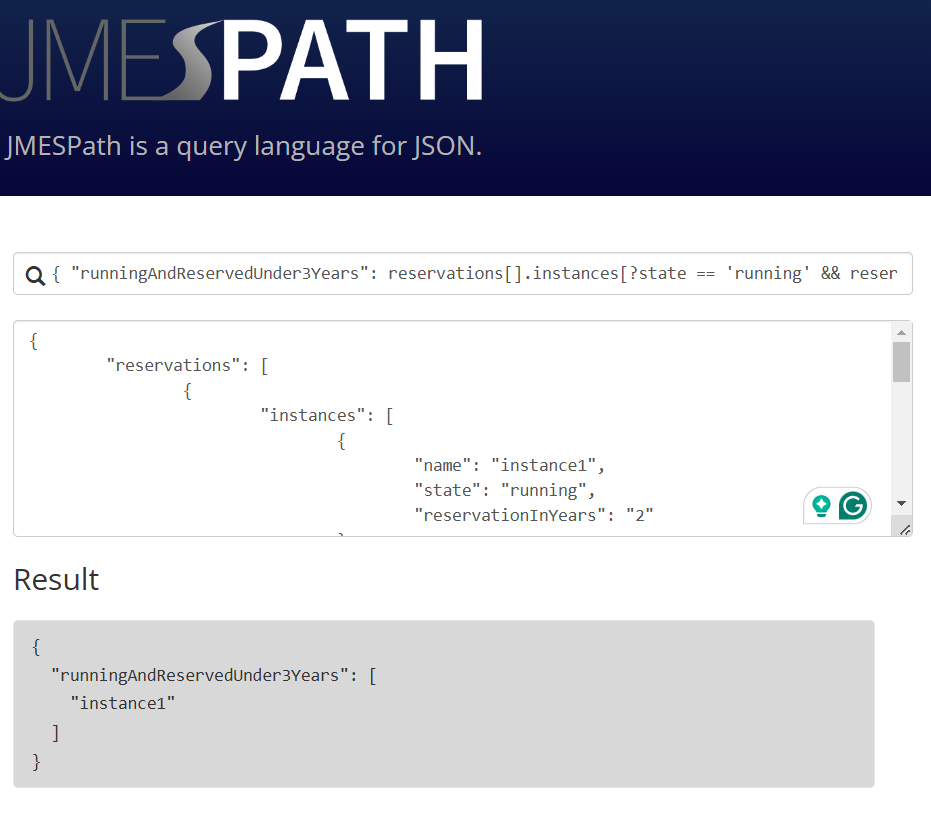 JMESPATH
JMESPath is a query language for JSON.
{ "runningAndReservedUnder3Years": reservations[].instances[?state == 'running' && reser
{
"reservations": [
{
"instances": [
{
"name": "instance1",
"state": "running",
"reservationInYears": "2"
Result
{
"runningAndReservedUnder3Years": [
"instance1"
]
}